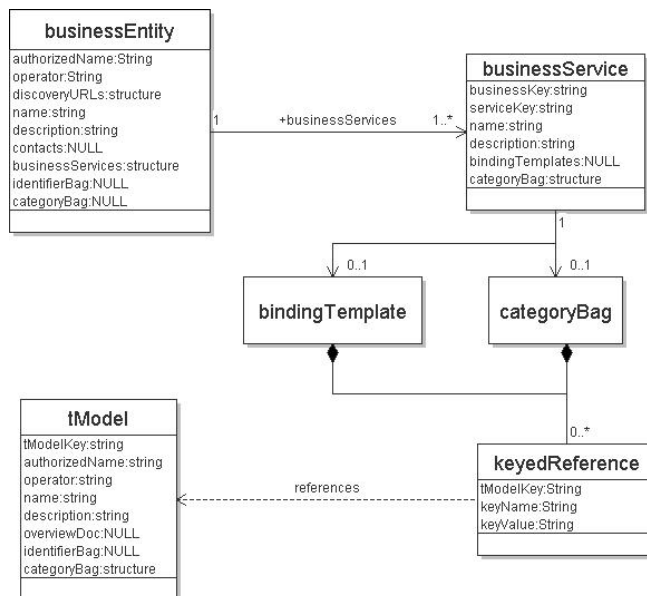 businessEntity
authorizedName:String
operator:String
discoveryURLs:structure
name:string
description:string
contacts:NULL
businessServices:structure
identifierBag:NULL
categoryBag:NULL
1
+businessServices
1..*
businessService
businessKey:string
serviceKey:string
name:string
description:string
bindingTemplates:NULL
categoryBag:structure
1
0..1
0..1
bindingTemplate
categoryBag
0..*
tModel
tModelKey:string
authorizedName:string
operator:string
name:string
description:string
overviewDoc:NULL
identifierBag:NULL
categoryBag:structure
references
keyedReference
tModelKey:String
keyName:String
keyValue:String